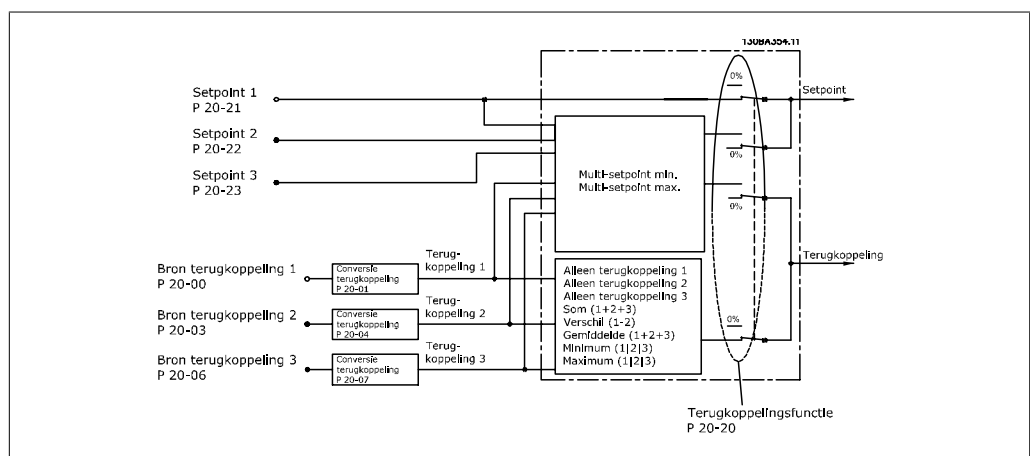 130BA354.11
Setpoint 1
P 20-21
Setpoint 2
P 20-22
Setpoint 3
P 20-23
0%
Setpoint
0%
0%
Multi-setpoint min.
Multi-setpoint max.
Bron terugkoppeling 1
P 20-00
Conversie
terugkoppeling
P 20-01
Terug-
koppeling 1
Bron terugkoppeling 2
P 20-03
Conversie
terugkoppeling
P 20-04
Terug-
koppeling 2
Bron terugkoppeling 3
P 20-06
Conversie
terugkoppeling
P 20-07
Terug-
koppeling 3
Alleen terugkoppeling 1
Alleen terugkoppeling 2
Alleen terugkoppeling 3
Som (1+2+3)
Verschil (1-2)
Gemiddelde (1+2+3)
Minimum (1|2|3)
Maximum (1|2|3)
0%
Terugkoppeling
Terugkoppelingsfunctie
P 20-20